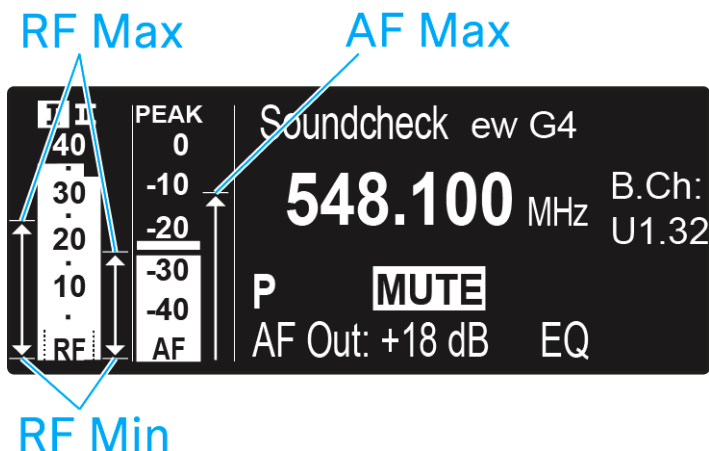 RF Max
AF Max
I II
PEAK
40
30
20
10
RF
0
-10
-20
-30
-40
AF
Soundcheck ew G4
548.100 MHz
B.Ch:
U1.32
P MUTE
AF Out: +18 dB EQ
RF Min